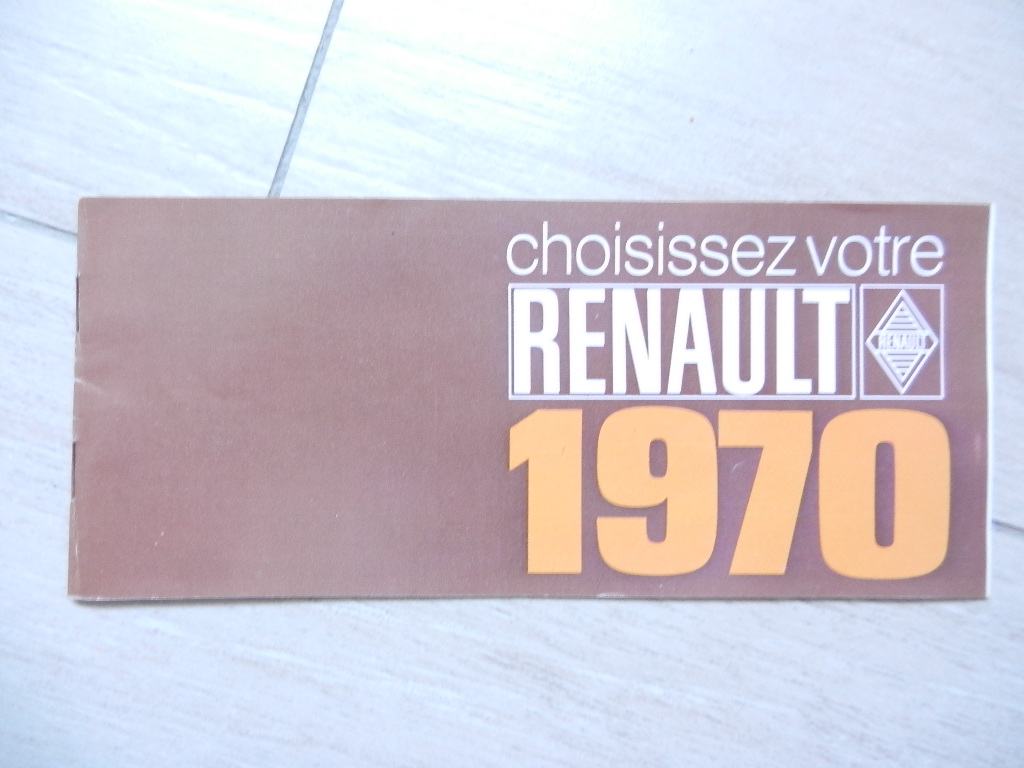 choisissez votre
RENAULT
RENAULT
1970